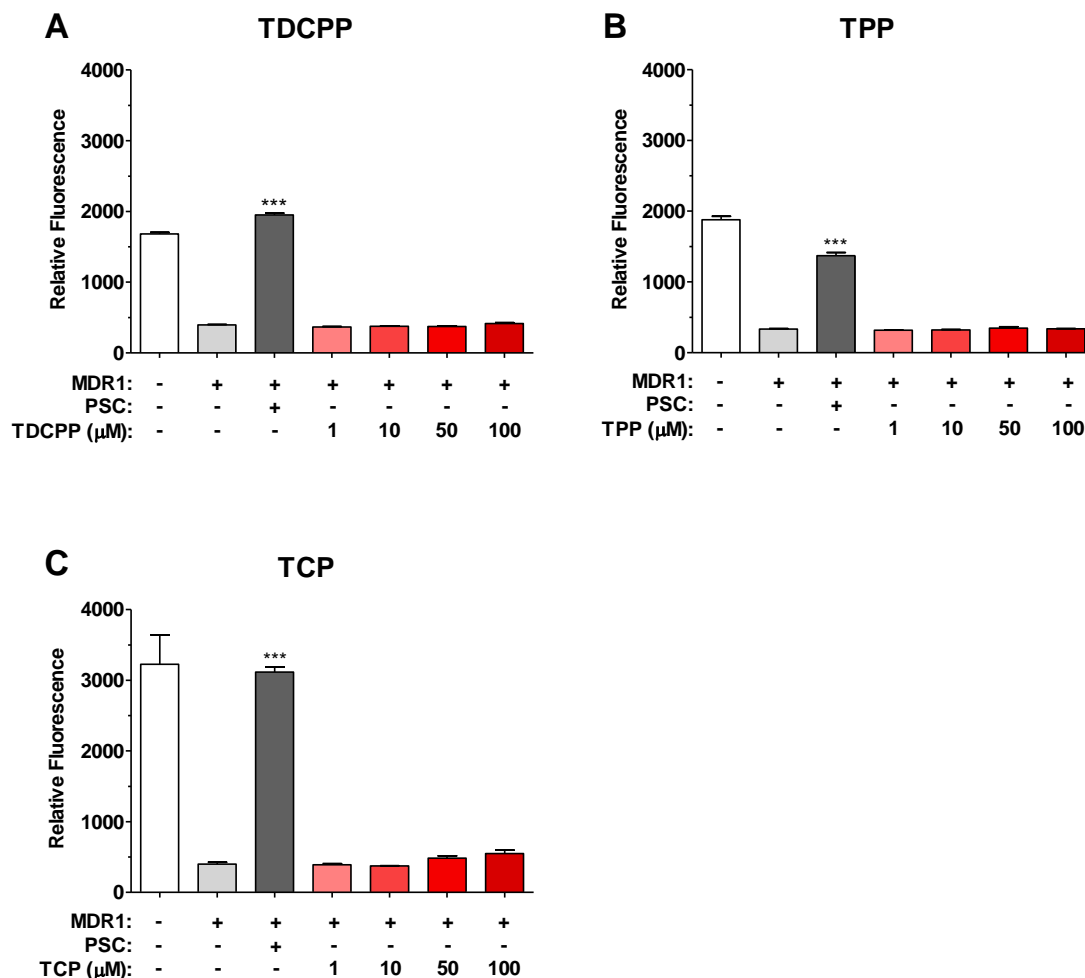 A
TDCPP
4000
3000
2000
1000
0
Relative Fluorescence
***
MDR1: - + + + + + +
PSC: - - + - - - -
TDCPP (μM): - - - 1 10 50 100
B
TPP
4000
3000
2000
1000
0
Relative Fluorescence
***
MDR1: - + + + + + +
PSC: - - + - - - -
TPP (μM): - - - 1 10 50 100
C
TCP
4000
3000
2000
1000
0
Relative Fluorescence
***
MDR1: - + + + + + +
PSC: - - + - - - -
TCP (μM): - - - 1 10 50 100